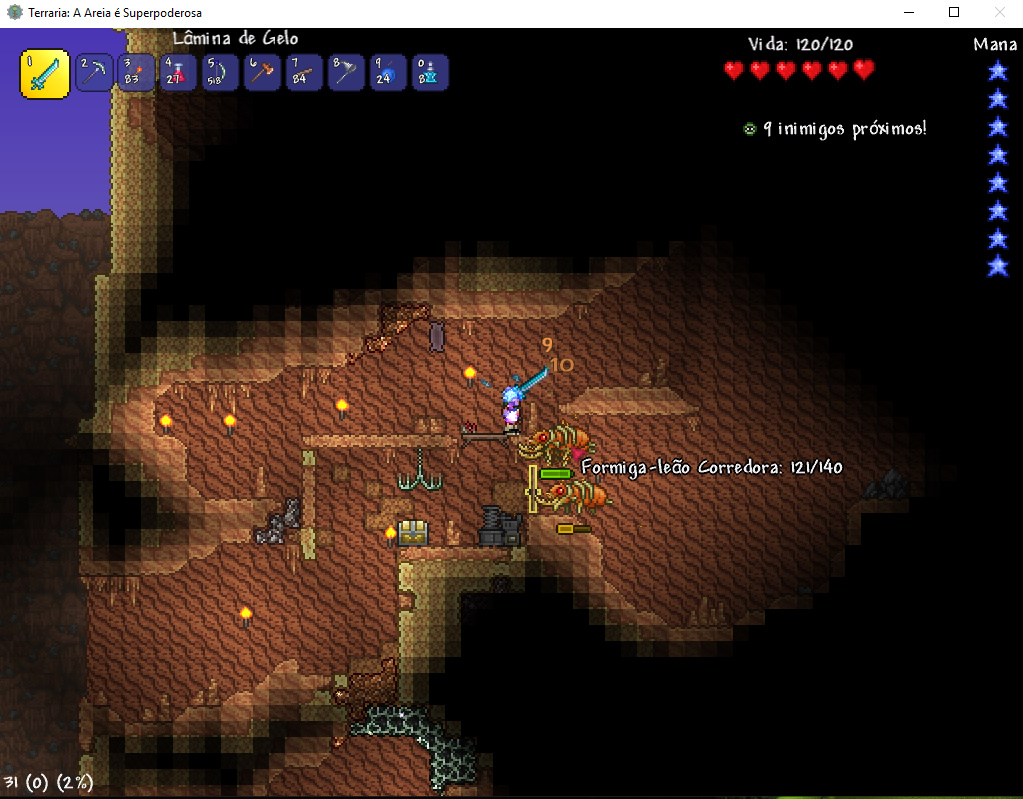 Terraria: A Areia é Superpoderosa
Lâmina de Gelo
Vida: 120/120
Mana
1 2 3 4 5 6 7 8 9 0
83 27 518 84 24 8
9 inimigos próximos!
9
10
Formiga-leão Corredora: 121/140
31 (0) (2%)